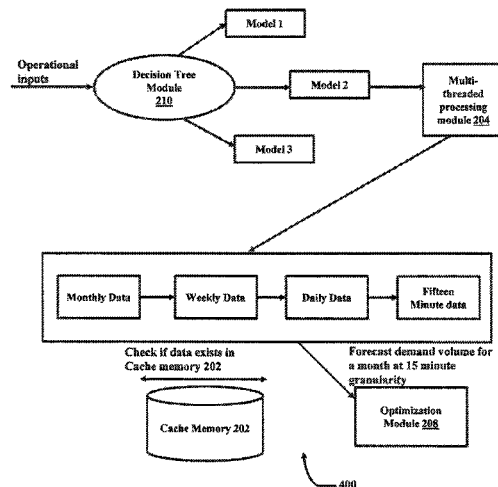 Model 1
Operational
inputs
Decision Tree
Module
210
Model 2
Multi-
threaded
processing
module 204
Model 3
Monthly Data
Weekly Data
Daily Data
Fifteen
Minute data
Check if data exists in
Cache memory 202
Forecast demand volume for
a month at 15 minute
granularity
Cache Memory 202
Optimization
Module 208
400